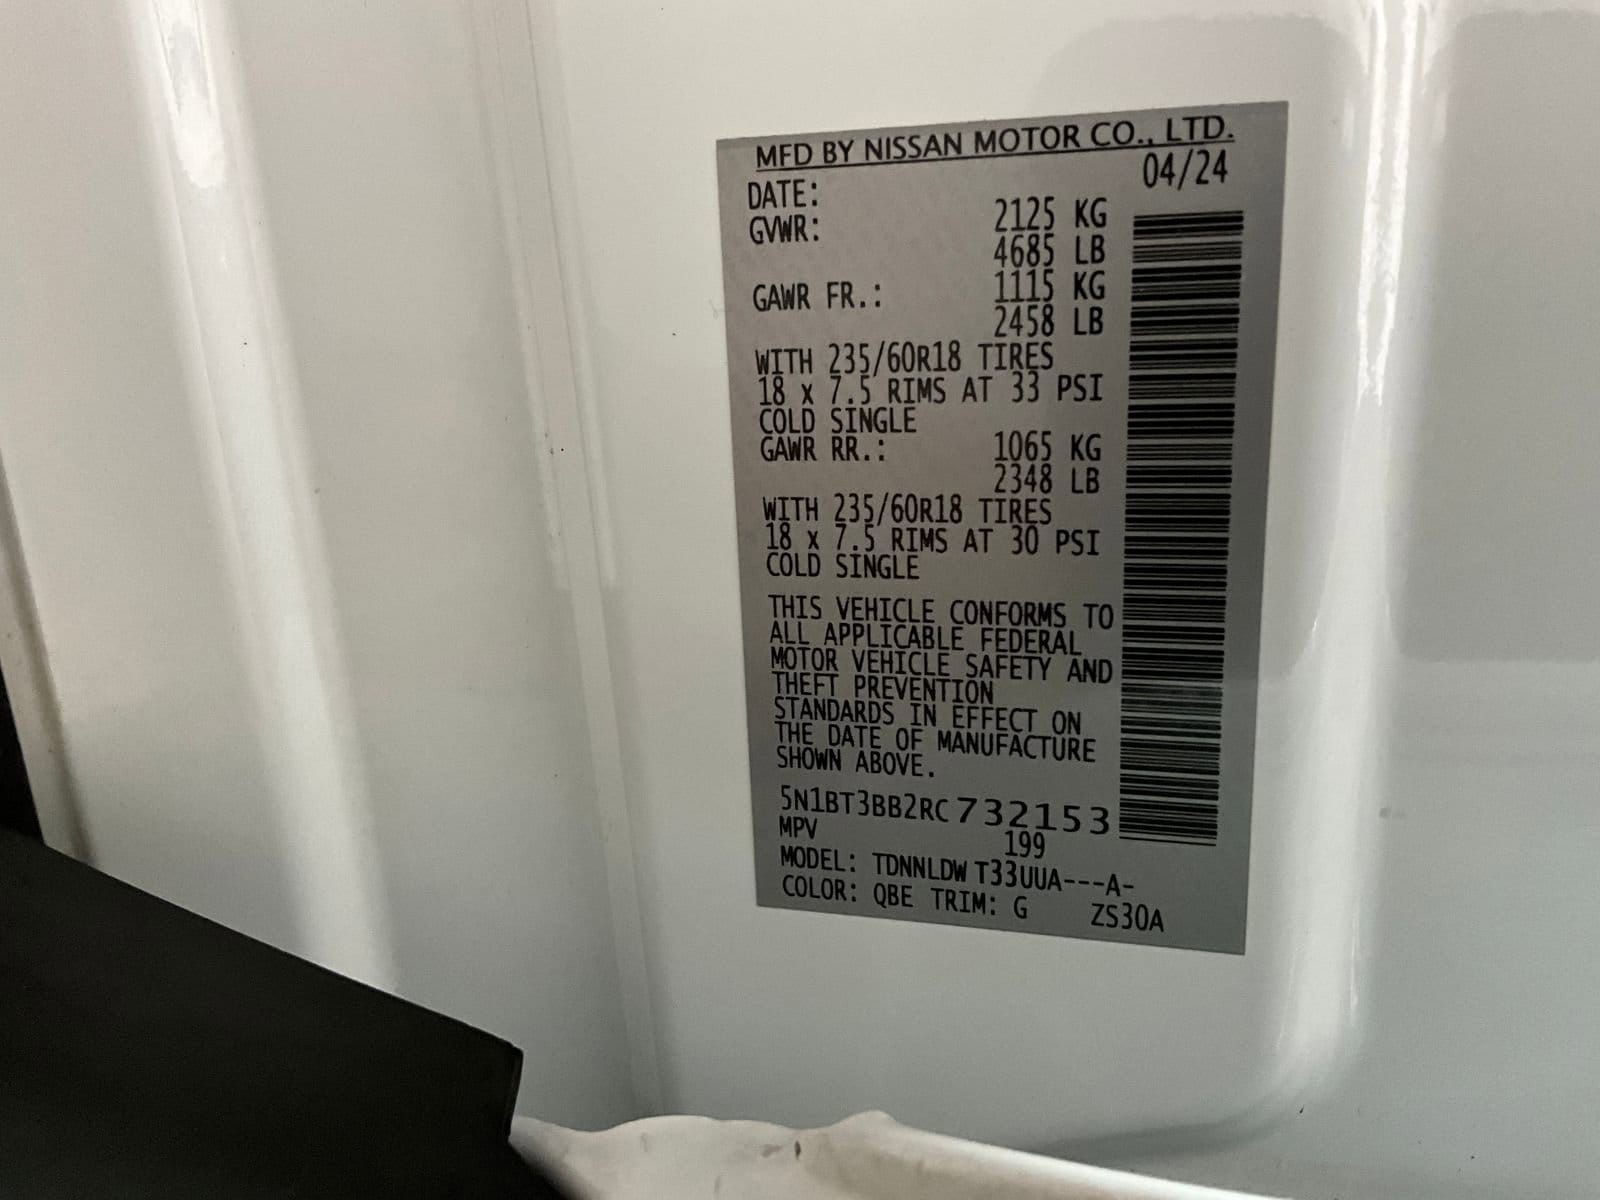 MFD BY NISSAN MOTOR CO., LTD.
DATE: 04/24
GVWR: 2125 KG
4685 LB
GAWR FR.: 1115 KG
2458 LB
WITH 235/60R18 TIRES
18 x 7.5 RIMS AT 33 PSI
COLD SINGLE
GAWR RR.: 1065 KG
2348 LB
WITH 235/60R18 TIRES
18 x 7.5 RIMS AT 30 PSI
COLD SINGLE
THIS VEHICLE CONFORMS TO
ALL APPLICABLE FEDERAL
MOTOR VEHICLE SAFETY AND
THEFT PREVENTION
STANDARDS IN EFFECT ON
THE DATE OF MANUFACTURE
SHOWN ABOVE.
5N1BT3BB2RC732153
MPV 199
MODEL: TDNNLDW T33UUA---A-
COLOR: QBE TRIM: G ZS30A